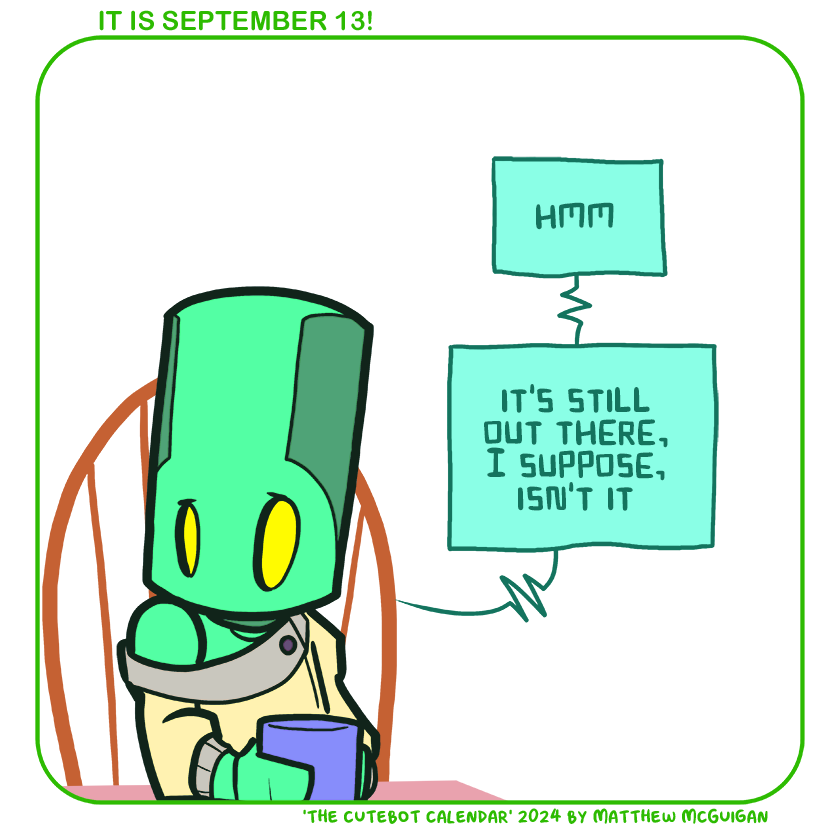 IT IS SEPTEMBER 13!
HMM
IT'S STILL
OUT THERE,
I SUPPOSE,
ISN'T IT
'THE CUTEBOT CALENDAR' 2024 BY MATTHEW MCGUIGAN